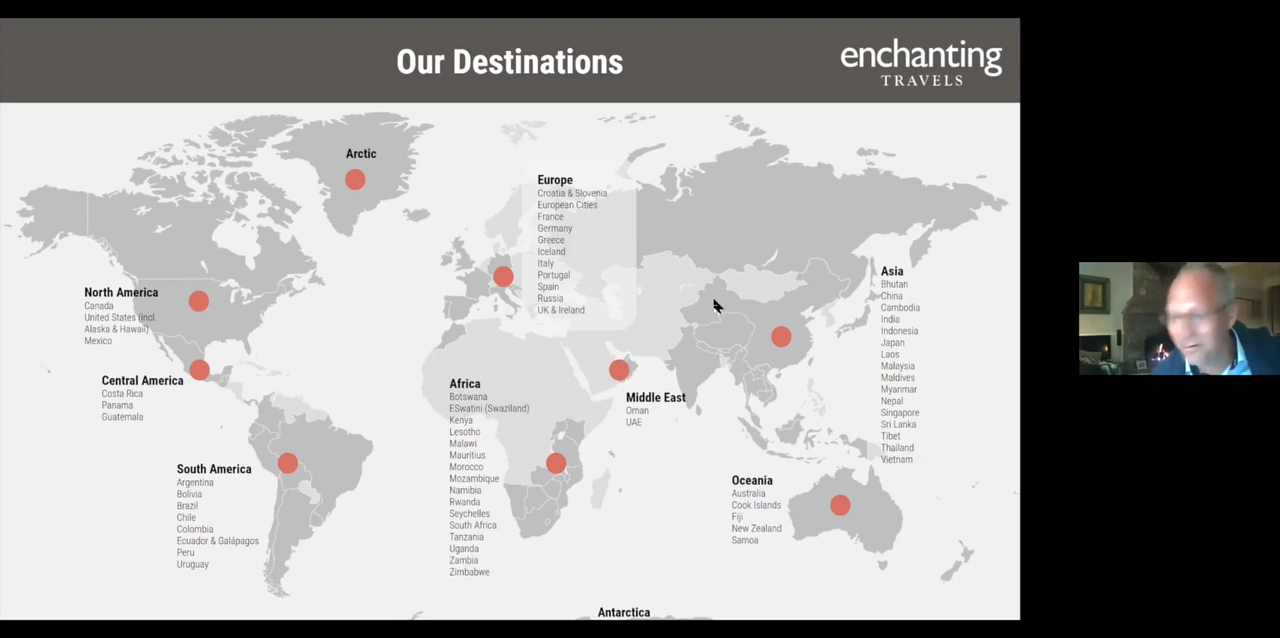 Our Destinations
enchanting
TRAVELS
Arctic
Europe
Croatia & Slovenia
European Cities
France
Germany
Greece
Iceland
Italy
Portugal
Spain
Russia
UK & Ireland
North America
Canada
United States (incl.
Alaska & Hawaii)
Mexico
Central America
Costa Rica
Panama
Guatemala
South America
Argentina
Bolivia
Brazil
Chile
Colombia
Ecuador & Galápagos
Peru
Uruguay
Africa
Botswana
ESwatini (Swaziland)
Kenya
Lesotho
Malawi
Mauritius
Morocco
Mozambique
Namibia
Rwanda
Seychelles
South Africa
Tanzania
Uganda
Zambia
Zimbabwe
Middle East
Oman
UAE
Asia
Bhutan
China
Cambodia
India
Indonesia
Japan
Laos
Malaysia
Maldives
Myanmar
Nepal
Singapore
Sri Lanka
Tibet
Thailand
Vietnam
Oceania
Australia
Cook Islands
Fiji
New Zealand
Samoa
Antarctica